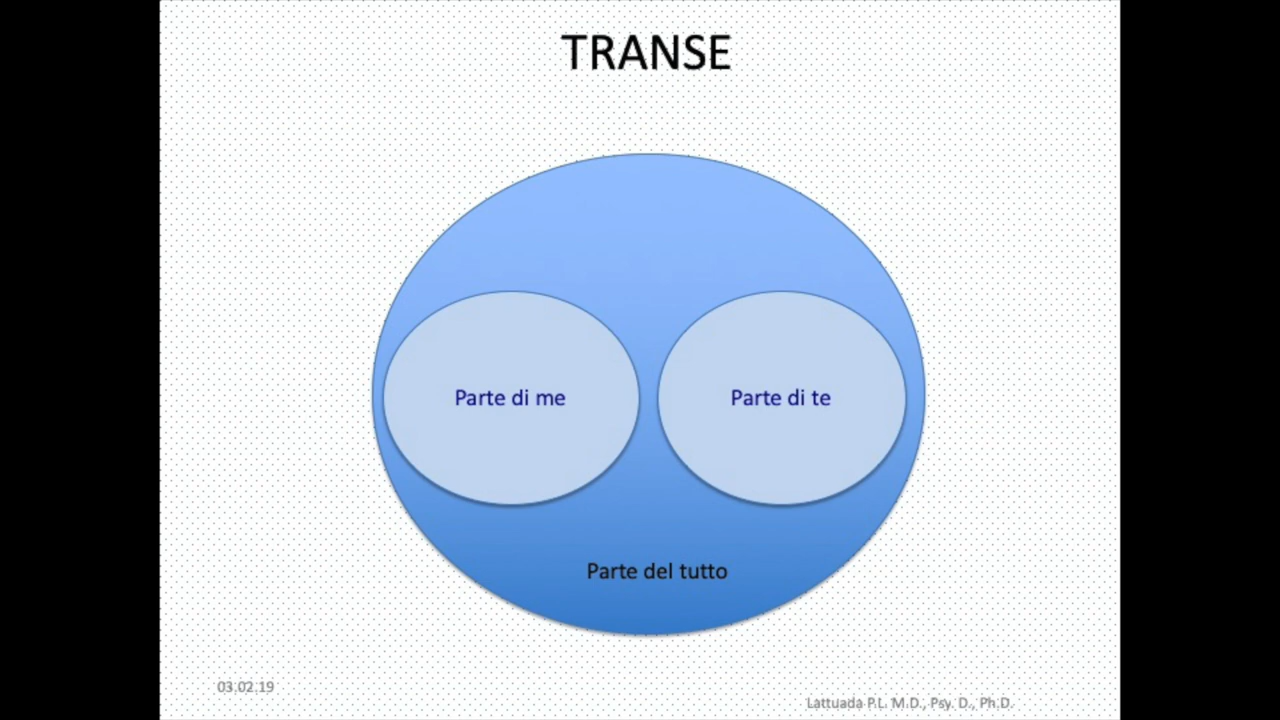 TRANSE
Parte di me
Parte di te
Parte del tutto
03.02.19
Lattuada P.L. M.D., Psy. D., Ph.D.